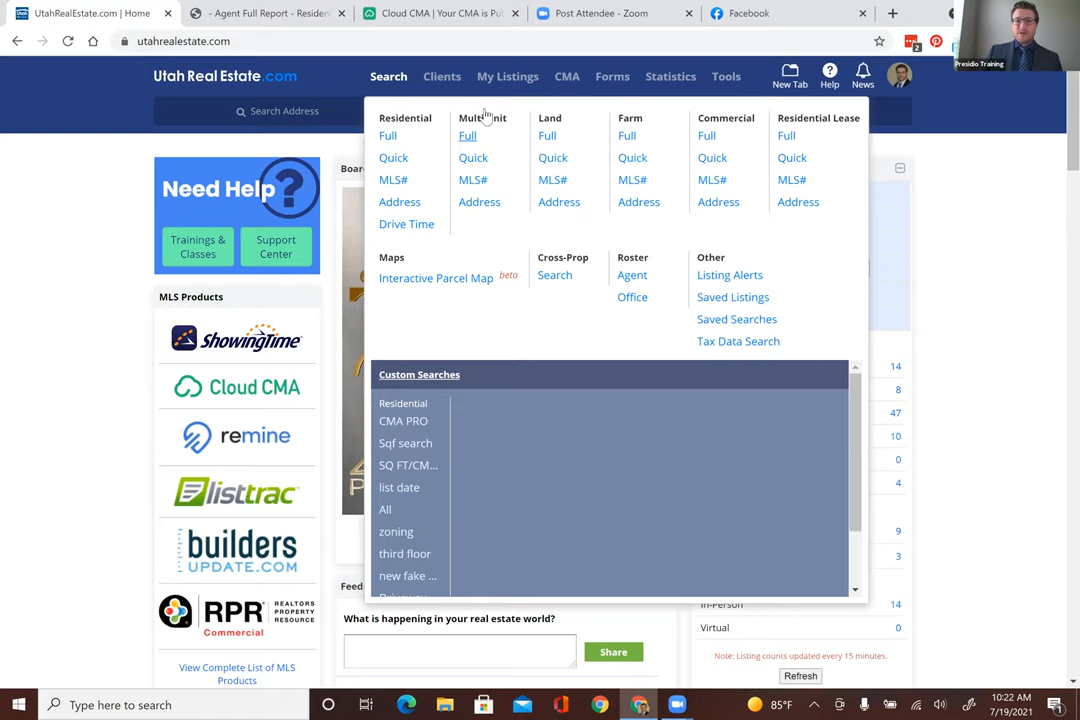 UtahRealEstate.com | Home
- Agent Full Report - Residen
Cloud CMA | Your CMA is Pu
Post Attendee - Zoom
Facebook
utahrealestate.com
2
Presidio Training
Utah Real Estate.com
Search
Clients
My Listings
CMA
Forms
Statistics
Tools
New Tab
Help
News
Search Address
Residential
Full
Quick
MLS#
Address
Drive Time
Full
Quick
MLS#
Address
Land
Full
Quick
MLS#
Address
Farm
Full
Quick
MLS#
Address
Commercial
Full
Quick
MLS#
Address
Residential Lease
Full
Quick
MLS#
Address
Maps
Interactive Parcel Map beta
Cross-Prop
Search
Roster
Agent
Office
Other
Listing Alerts
Saved Listings
Saved Searches
Tax Data Search
Custom Searches
Residential
CMA PRO
Sqf search
SQ FT/CM...
list date
All
zoning
third floor
new fake ...
Need Help ?
Trainings & Classes
Support Center
MLS Products
ShowingTime
Cloud CMA
remine
listtrac
builders
UPDATE.COM
RPR
REALTORS
PROPERTY
RESOURCE
Commercial
View Complete List of MLS
Products
Boar
Feed
What is happening in your real estate world?
Share
14
8
47
10
0
4
9
3
In-Person 14
Virtual 0
Note: Listing counts updated every 15 minutes.
Refresh
Type here to search
85°F
10:22 AM
7/19/2021